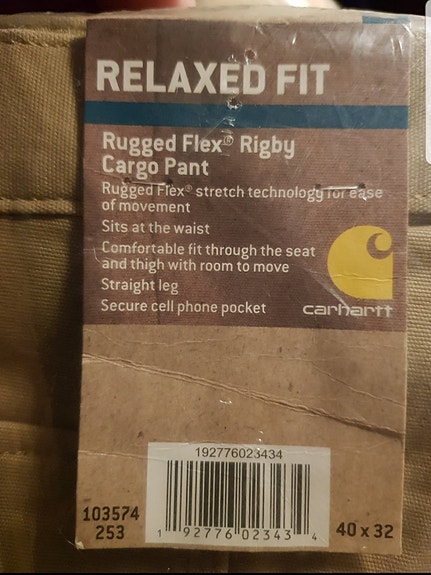 RELAXED FIT
Rugged Flex® Rigby
Cargo Pant
Rugged Flex® stretch technology for ease
of movement
Sits at the waist
Comfortable fit through the seat
and thigh with room to move
Straight leg
Secure cell phone pocket
carhartt
192776023434
103574
253
1 92776 02343 4
40 x 32